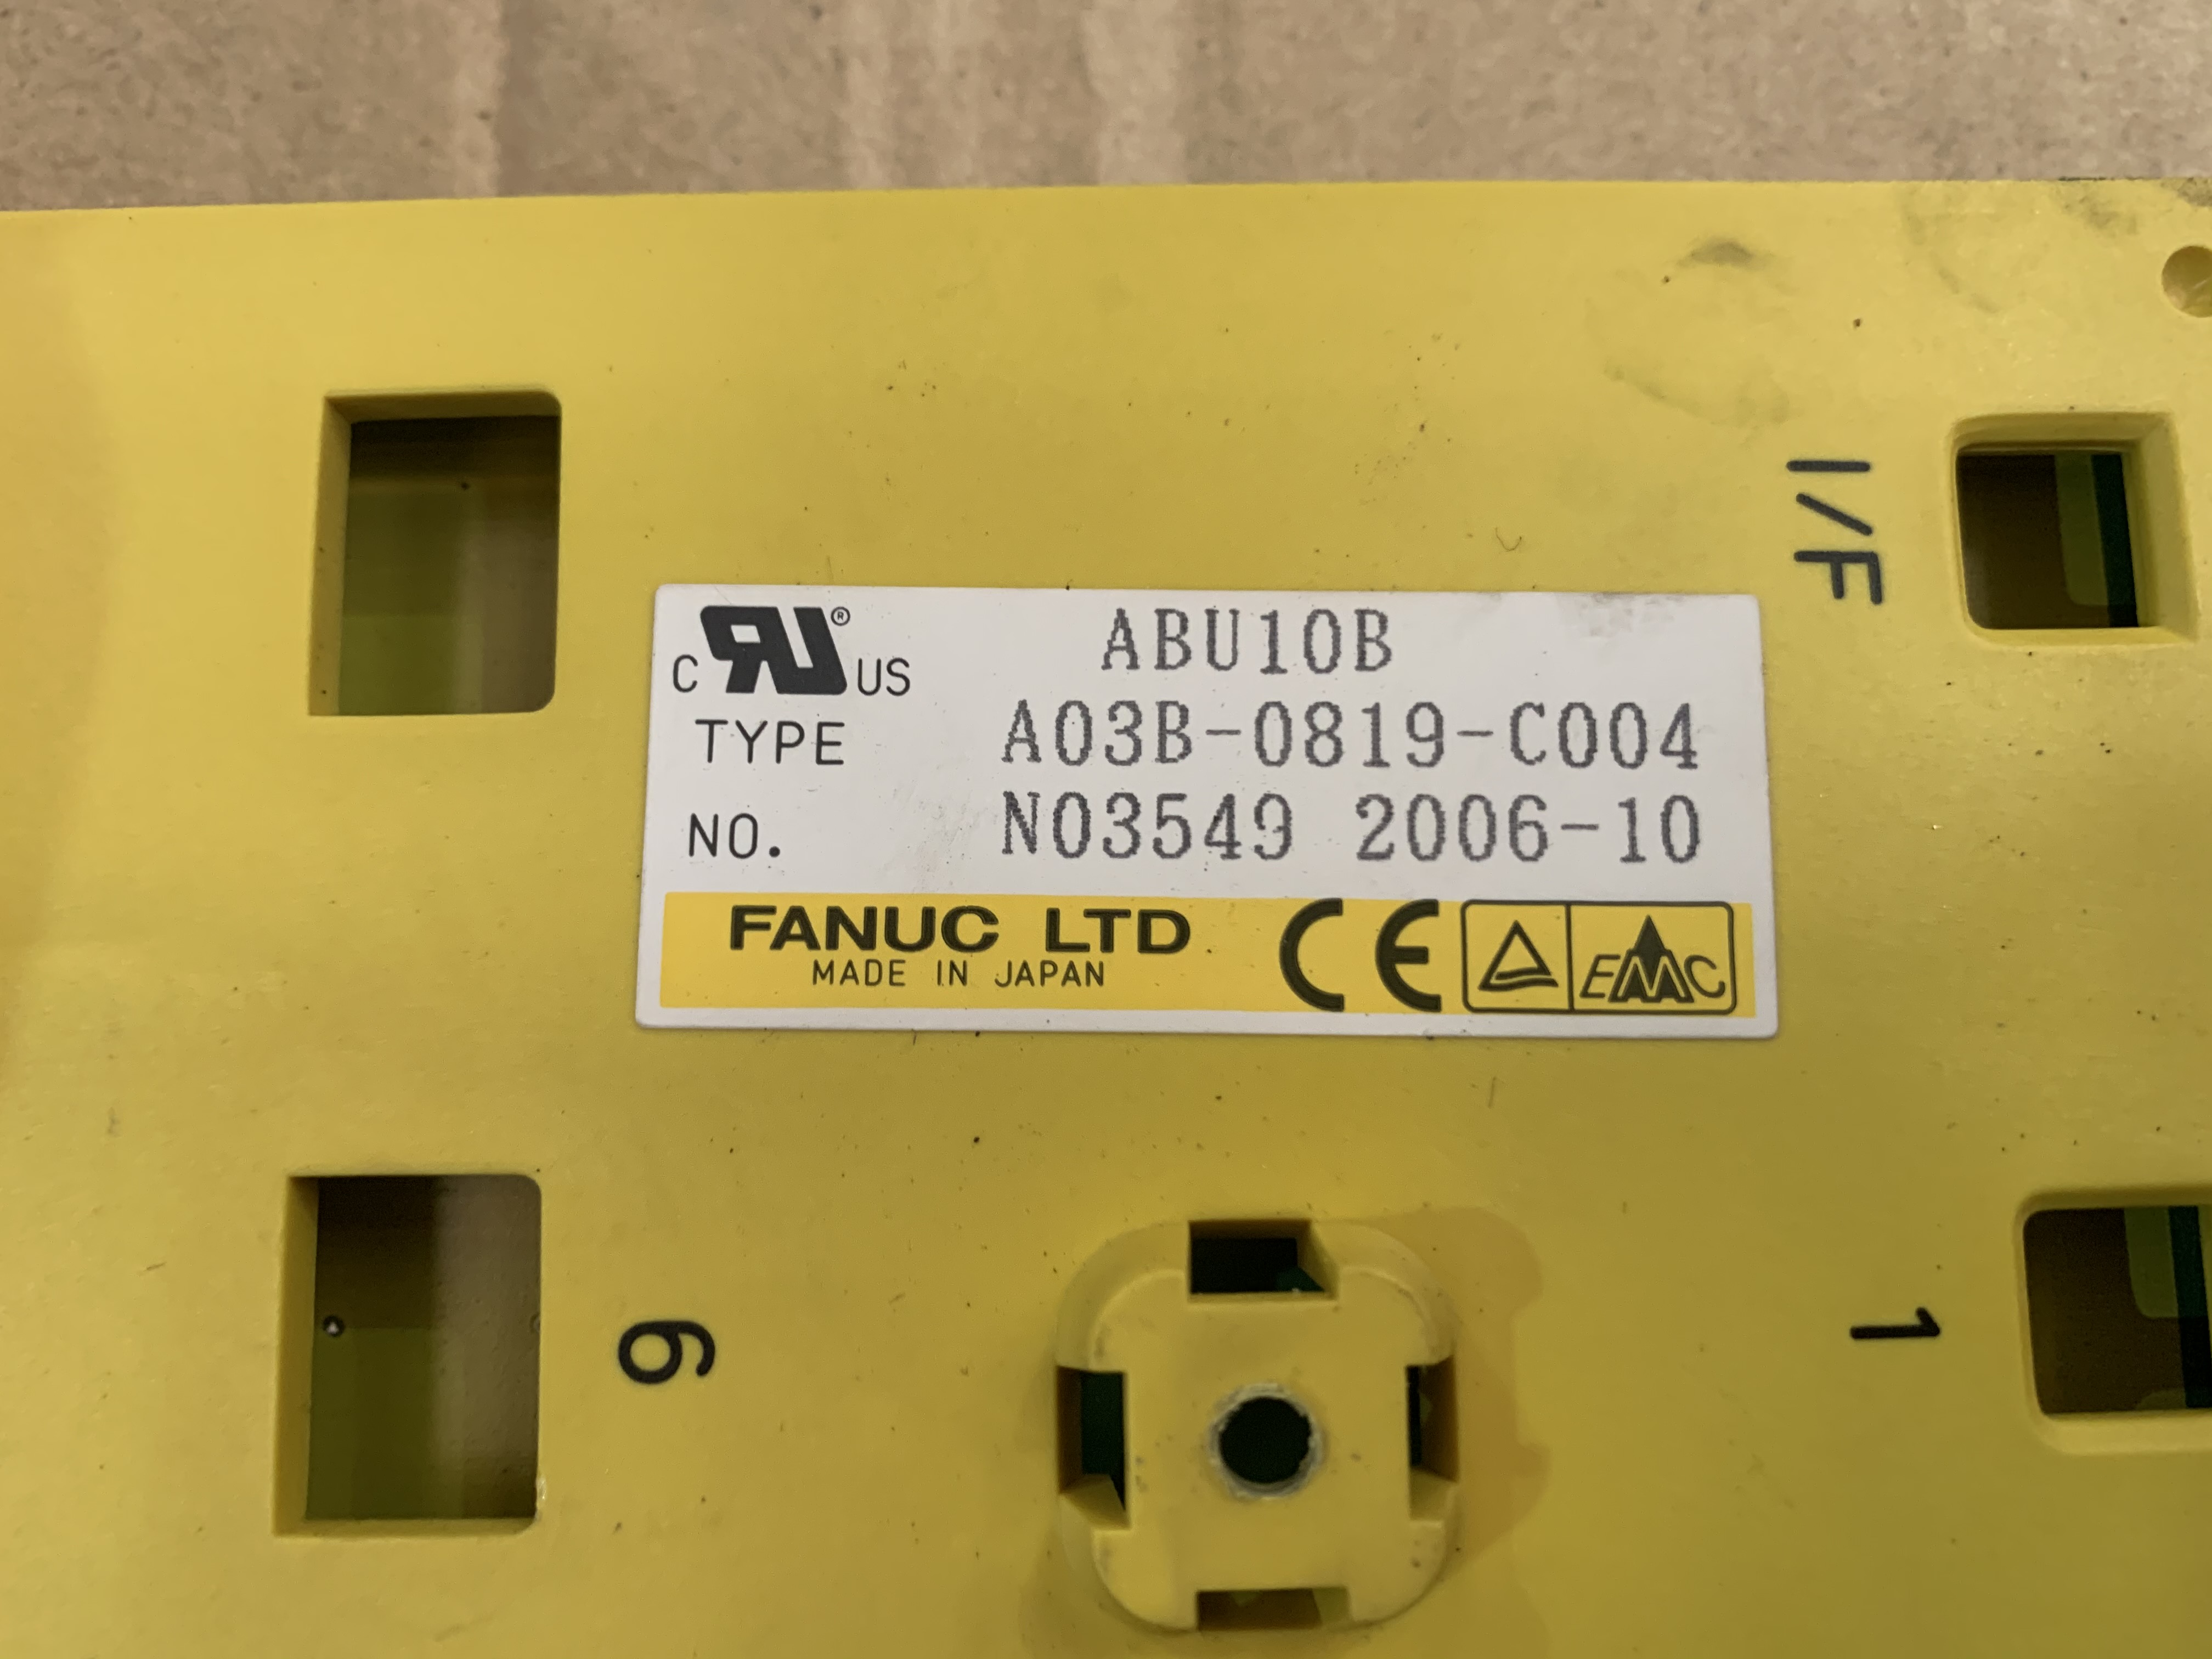 I/F
C RU® US
ABU10B
TYPE A03B-0819-C004
NO. N03549 2006-10
FANUC LTD
MADE IN JAPAN
CE
EMC
6
1